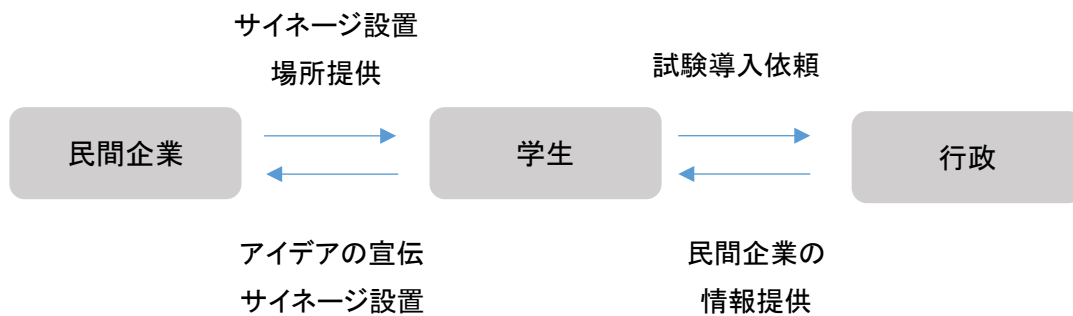 サイネージ設置
場所提供
試験導入依頼
民間企業
学生
行政
アイデアの宣伝
サイネージ設置
民間企業の
情報提供